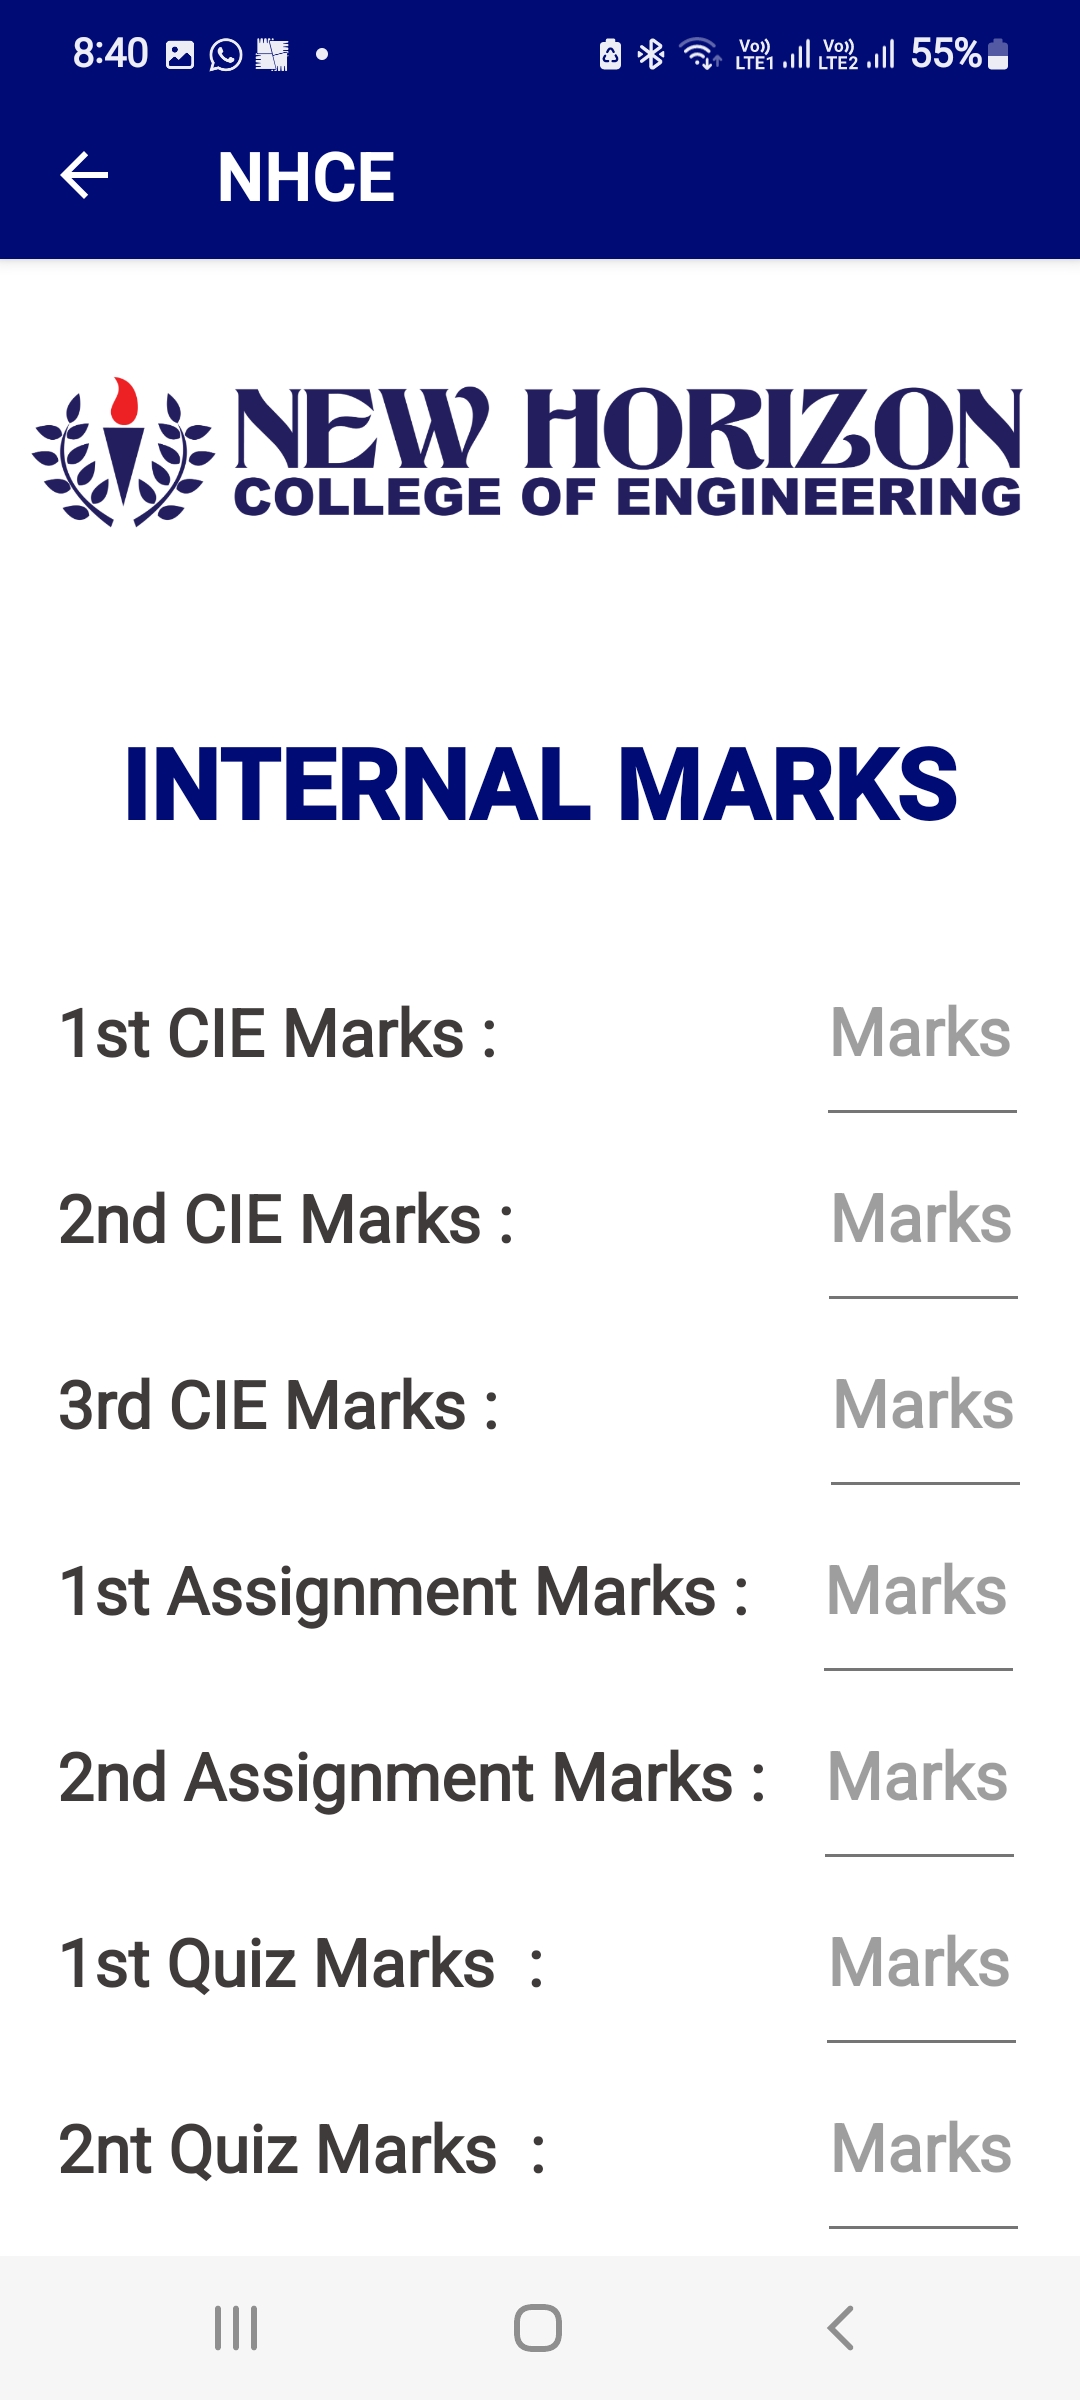 8:40 Vo)) LTE1 Vo)) LTE2 55%
NHCE
NEW HORIZON
COLLEGE OF ENGINEERING
INTERNAL MARKS
1st CIE Marks : Marks
2nd CIE Marks : Marks
3rd CIE Marks : Marks
1st Assignment Marks : Marks
2nd Assignment Marks : Marks
1st Quiz Marks : Marks
2nt Quiz Marks : Marks